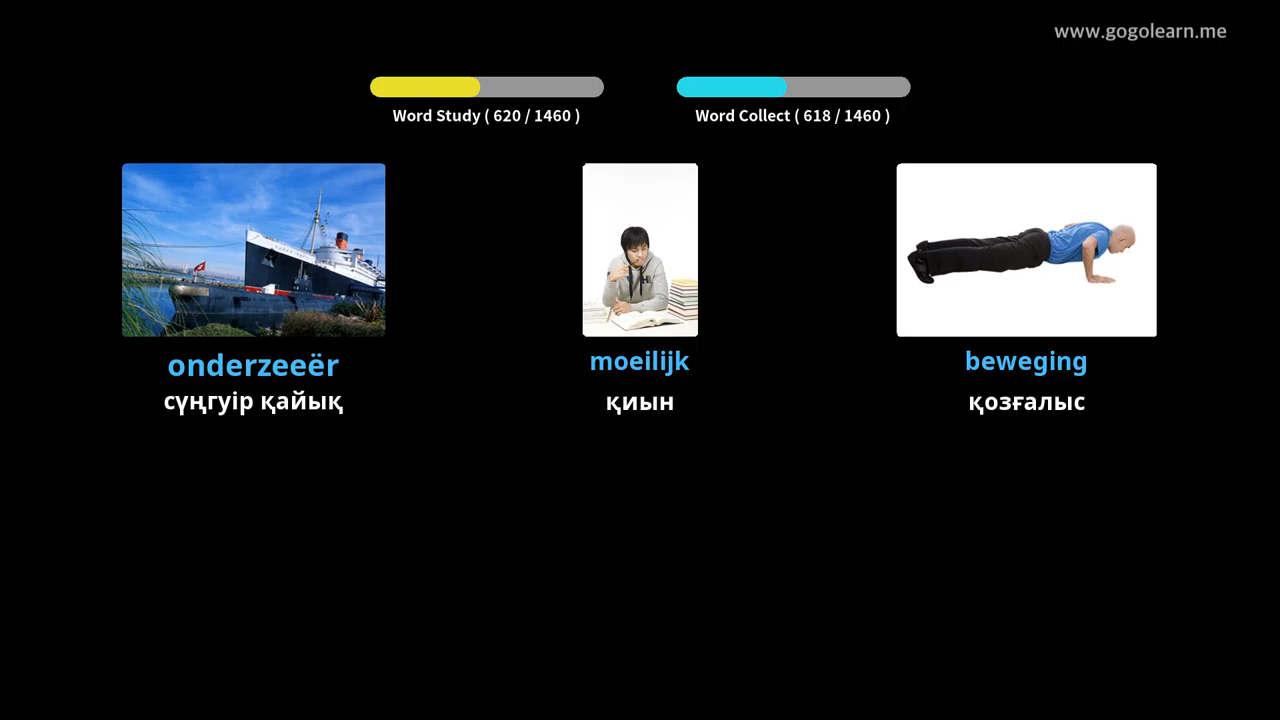 www.gogolearn.me
Word Study ( 620 / 1460 )
Word Collect ( 618 / 1460 )
onderzeeër
moeilijk
beweging
сүңгуір қайық
қиын
қозғалыс